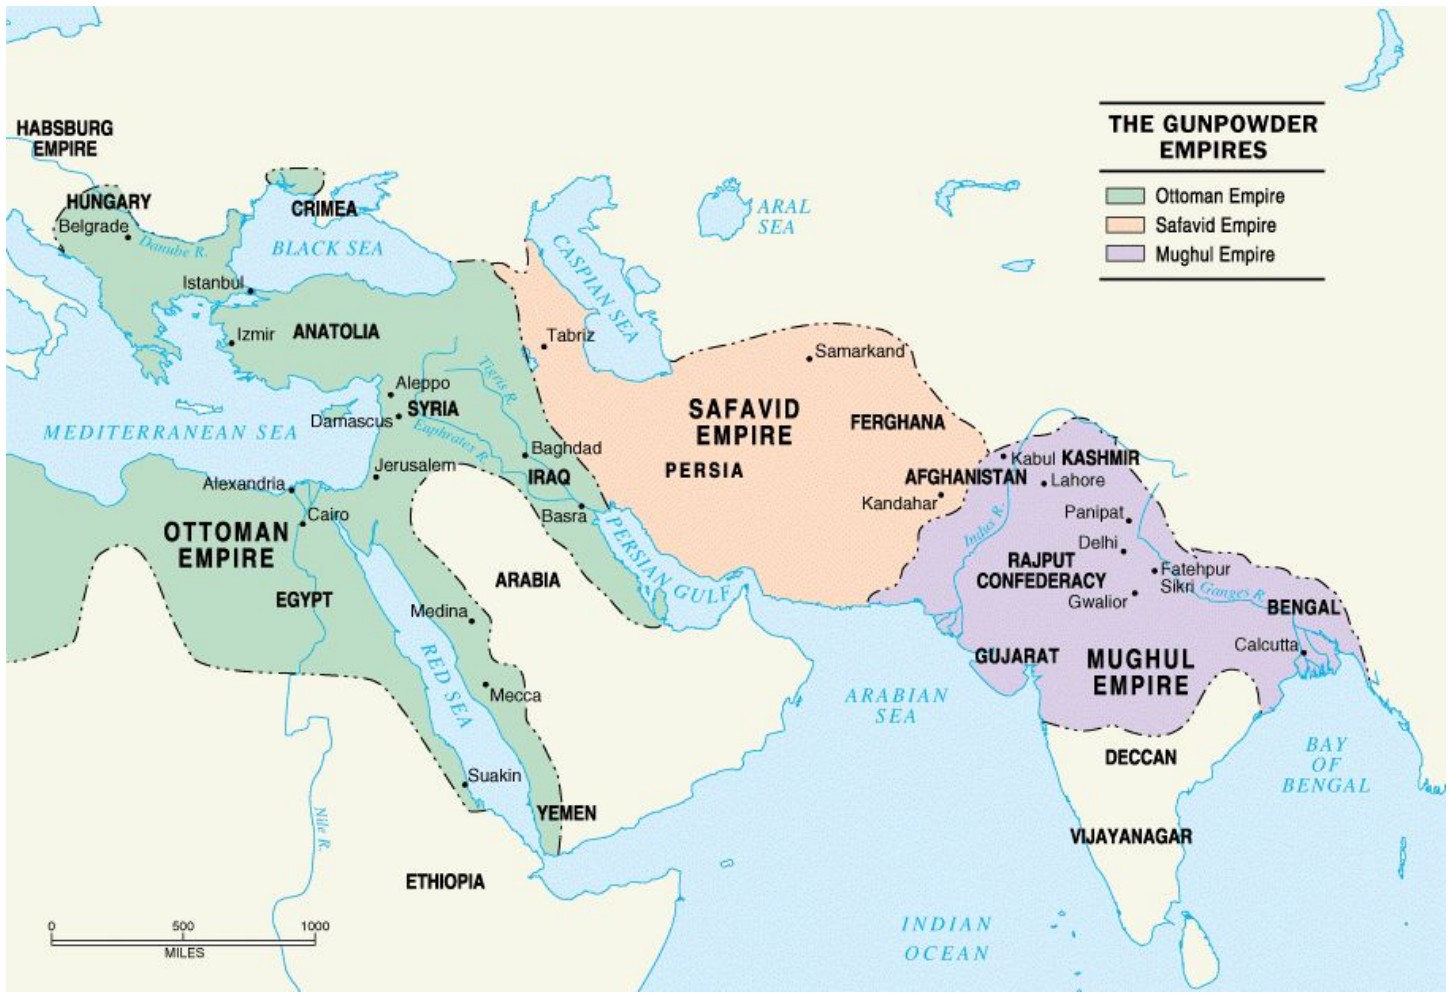 HABSBURG
EMPIRE
HUNGARY
Belgrade
Danube R.
CRIMEA
BLACK SEA
Istanbul
Izmir
ANATOLIA
CASPIAN SEA
ARAL
SEA
THE GUNPOWDER
EMPIRES
Ottoman Empire
Safavid Empire
Mughul Empire
Tabriz
Samarkand
Tigris R.
Aleppo
SYRIA
Damascus
Euphrates R.
MEDITERRANEAN SEA
Jerusalem
Alexandria
Cairo
Baghdad
IRAQ
Basra
SAFAVID
EMPIRE
PERSIA
FERGHANA
AFGHANISTAN
Kandahar
Kabul
KASHMIR
Lahore
Indus R.
Panipat
Delhi
RAJPUT
CONFEDERACY
Fatehpur
Sikri
Gwalior
Ganges R.
BENGAL
Calcutta
OTTOMAN
EMPIRE
EGYPT
ARABIA
PERSIAN GULF
Medina
RED SEA
Mecca
GUJARAT
MUGHUL
EMPIRE
ARABIAN
SEA
Suakin
YEMEN
Nile R.
ETHIOPIA
DECCAN
VIJAYANAGAR
BAY
OF
BENGAL
INDIAN
OCEAN
0 500 1000
MILES